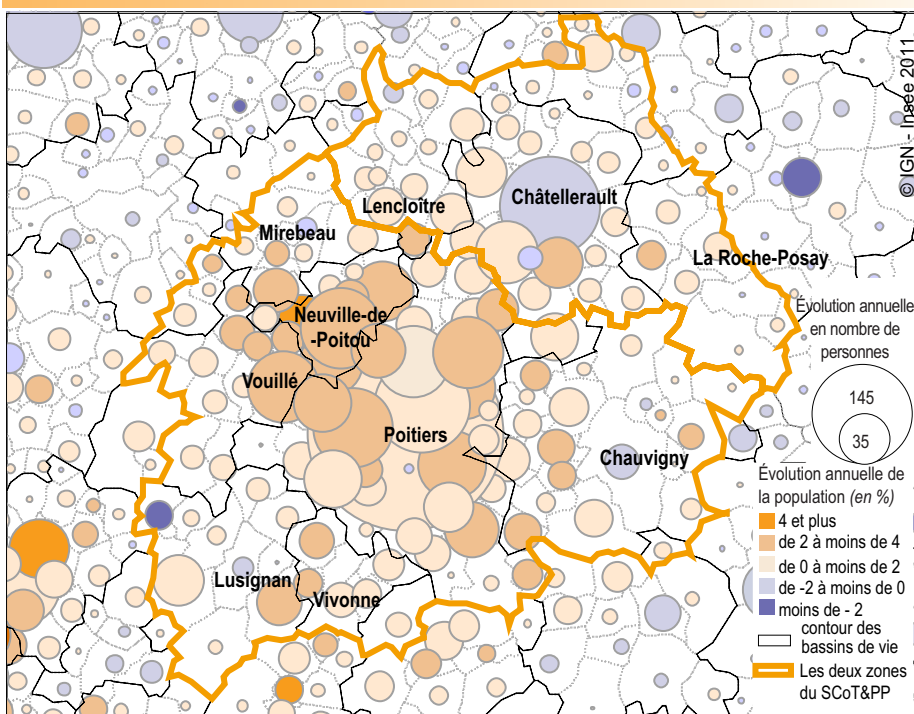 © IGN - Insee 2011
Lencloître
Châtellerault
Mirebeau
La Roche-Posay
Neuville-de
-Poitou
Vouillé
Poitiers
Chauvigny
Lusignan
Vivonne
Évolution annuelle
en nombre de
personnes
145
35
Évolution annuelle de
la population (en %)
4 et plus
de 2 à moins de 4
de 0 à moins de 2
de -2 à moins de 0
moins de - 2
contour des
bassins de vie
Les deux zones
du SCoT&PP